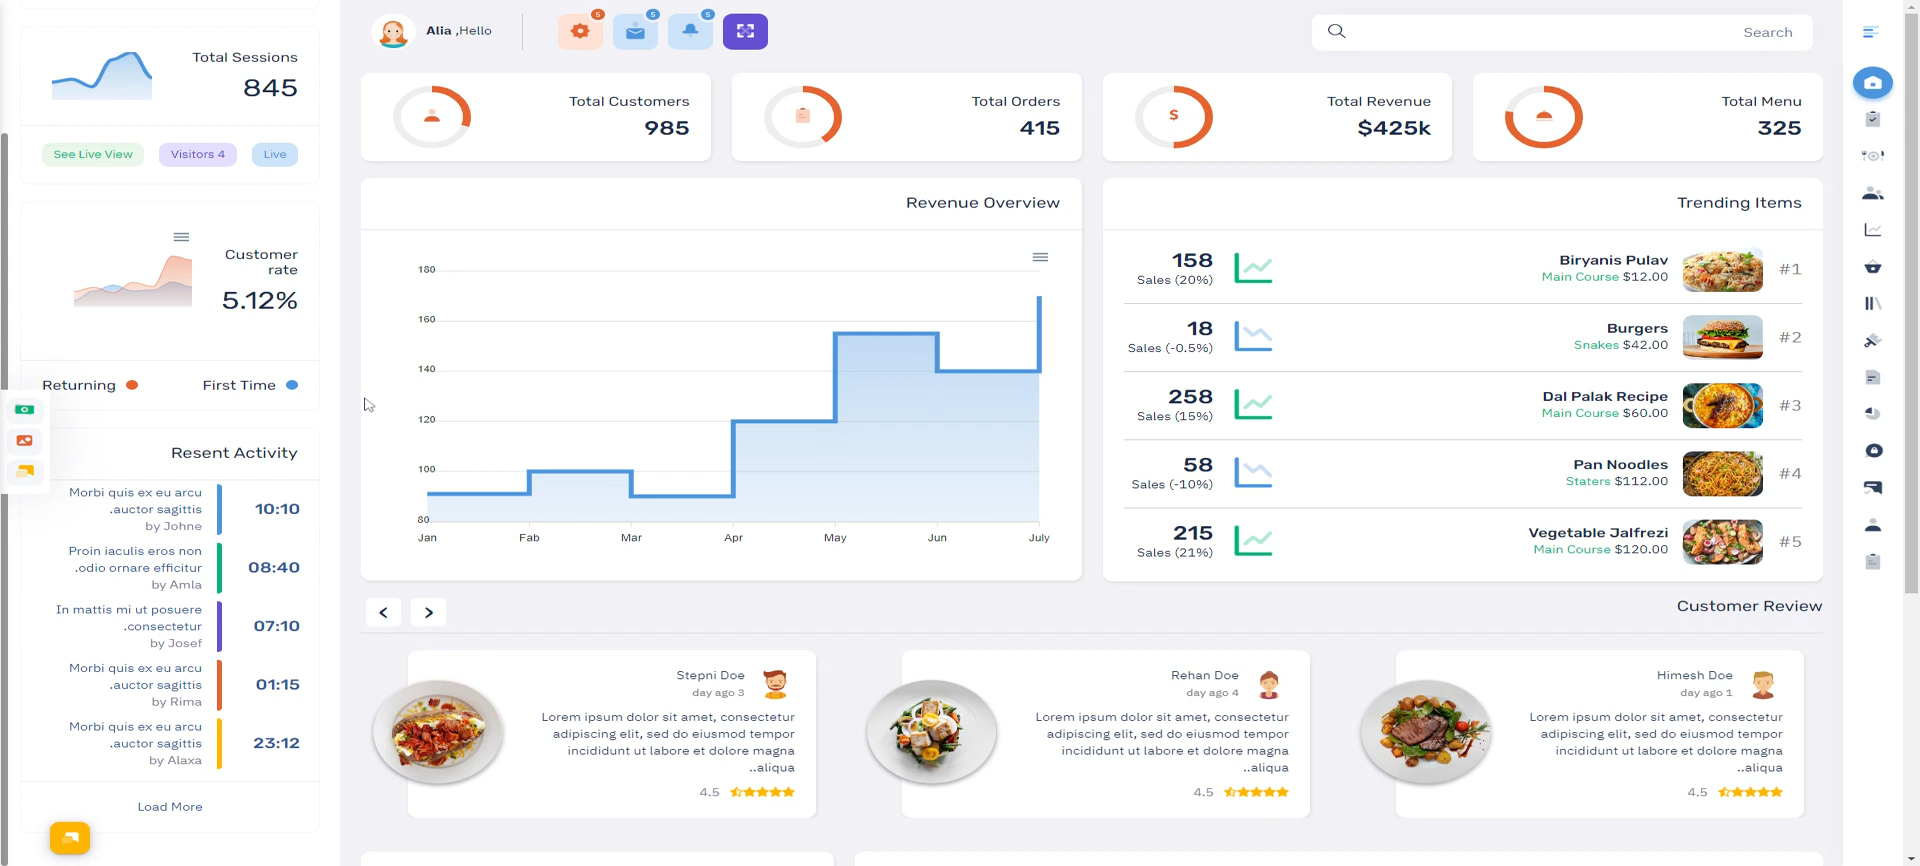 Total Sessions
845
See Live View
Visitors 4
Live
Customer
rate
5.12%
Returning
First Time
Resent Activity
Morbi quis ex eu arcu
.auctor sagittis
by Johne
10:10
Proin iaculis eros non
.odio ornare efficitur
by Amla
08:40
In mattis mi ut posuere
.consectetur
by Josef
07:10
Morbi quis ex eu arcu
.auctor sagittis
by Rima
01:15
Morbi quis ex eu arcu
.auctor sagittis
by Alaxa
23:12
Load More
Alia ,Hello
5
5
5
Search
Total Customers
985
Total Orders
415
$
Total Revenue
$425k
Total Menu
325
Revenue Overview
180
160
140
120
100
80
Jan
Fab
Mar
Apr
May
Jun
July
Trending Items
158
Sales (20%)
Biryanis Pulav
Main Course $12.00
#1
18
Sales (-0.5%)
Burgers
Snakes $42.00
#2
258
Sales (15%)
Dal Palak Recipe
Main Course $60.00
#3
58
Sales (-10%)
Pan Noodles
Staters $112.00
#4
215
Sales (21%)
Vegetable Jalfrezi
Main Course $120.00
#5
Customer Review
Stepni Doe
day ago 3
Lorem ipsum dolor sit amet, consectetur
adipiscing elit, sed do eiusmod tempor
incididunt ut labore et dolore magna
..aliqua
4.5
Rehan Doe
day ago 4
Lorem ipsum dolor sit amet, consectetur
adipiscing elit, sed do eiusmod tempor
incididunt ut labore et dolore magna
..aliqua
4.5
Himesh Doe
day ago 1
Lorem ipsum dolor sit amet, consectetur
adipiscing elit, sed do eiusmod tempor
incididunt ut labore et dolore magna
..aliqua
4.5